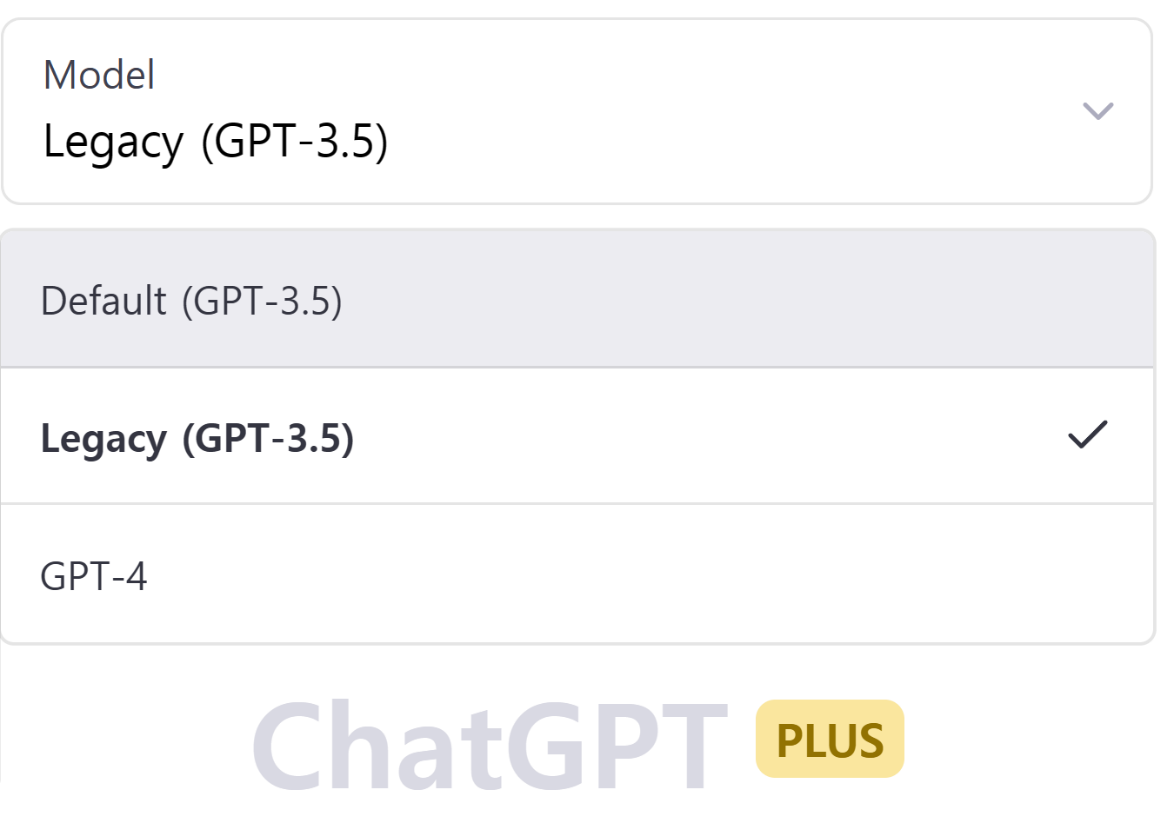 Model
Legacy (GPT-3.5)
Default (GPT-3.5)
Legacy (GPT-3.5)
GPT-4
ChatGPT PLUS